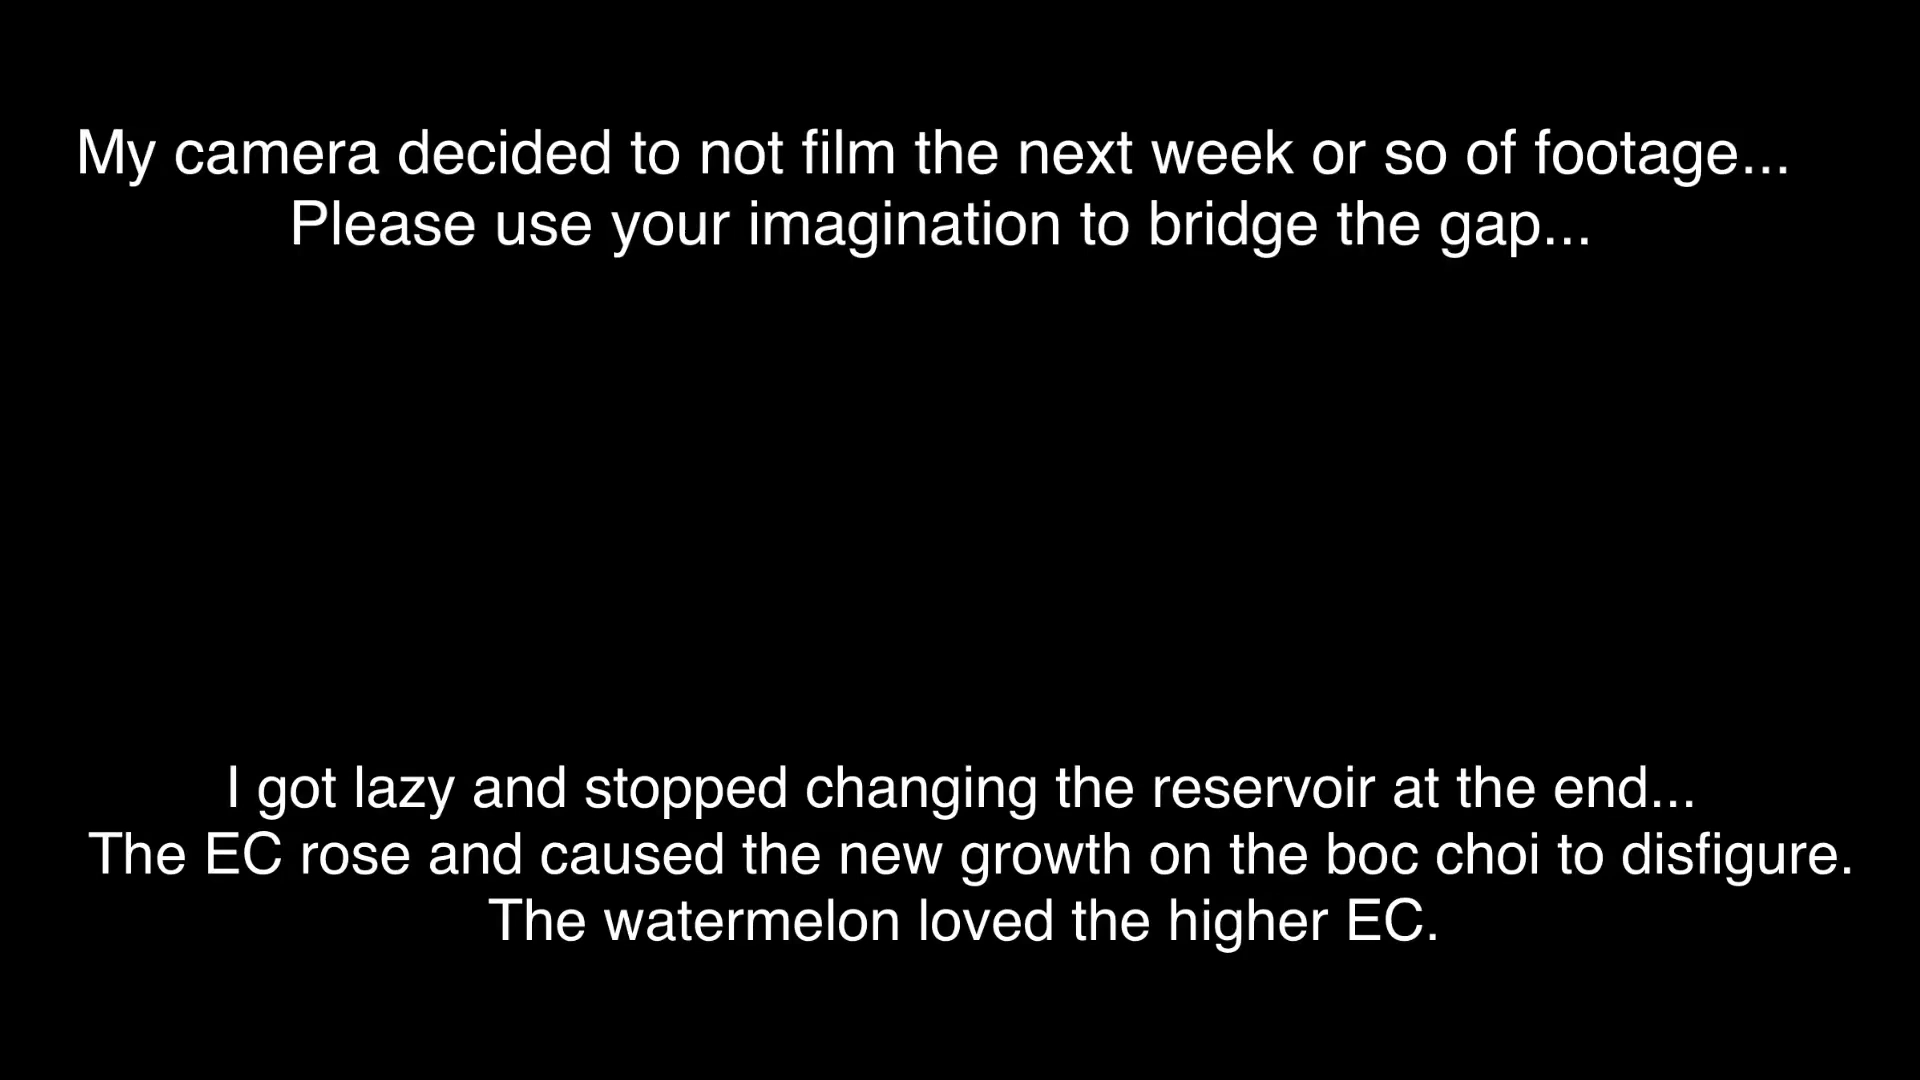 My camera decided to not film the next week or so of footage...
Please use your imagination to bridge the gap...
I got lazy and stopped changing the reservoir at the end...
The EC rose and caused the new growth on the boc choi to disfigure.
The watermelon loved the higher EC.